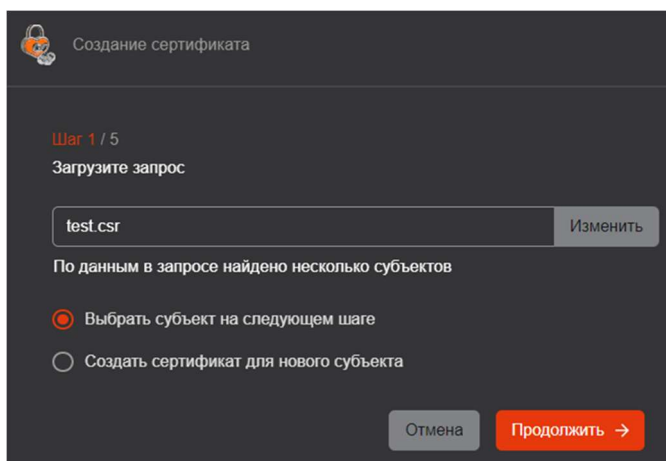 Создание сертификата
Шаг 1 / 5
Загрузите запрос
test.csr
Изменить
По данным в запросе найдено несколько субъектов
Выбрать субъект на следующем шаге
Создать сертификат для нового субъекта
Отмена
Продолжить →